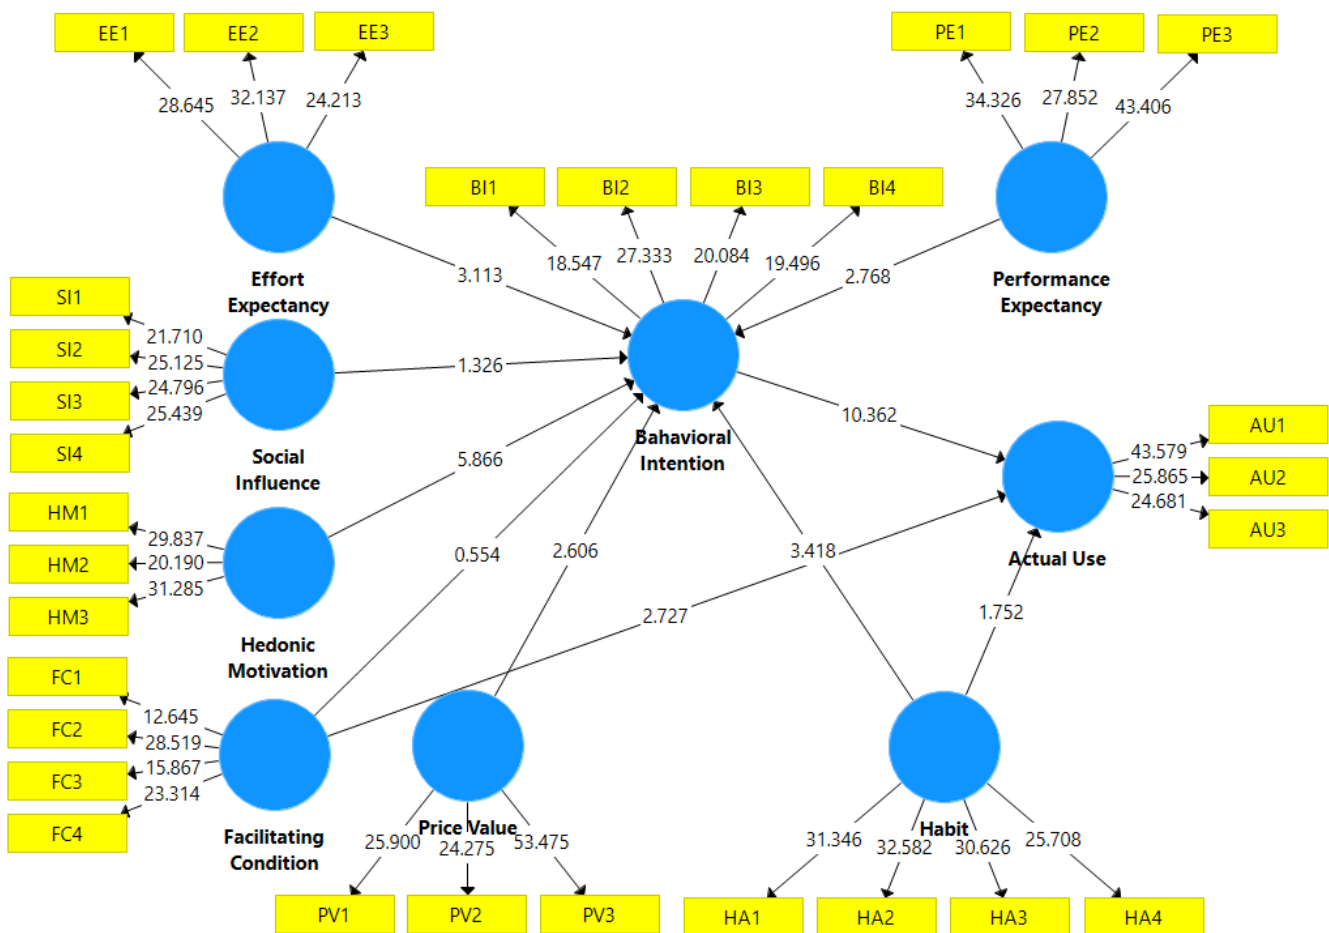 EE1
EE2
EE3
PE1
PE2
PE3
28.645
32.137
24.213
34.326
27.852
43.406
BI1
BI2
BI3
BI4
18.547
27.333
20.084
19.496
Effort
Expectancy
Performance
Expectancy
3.113
2.768
SI1
SI2
SI3
SI4
21.710
25.125
24.796
25.439
1.326
Social
Influence
Bahavioral
Intention
10.362
AU1
AU2
AU3
43.579
25.865
24.681
Actual Use
5.866
HM1
HM2
HM3
29.837
20.190
31.285
Hedonic
Motivation
0.554
2.606
3.418
2.727
1.752
FC1
FC2
FC3
FC4
12.645
28.519
15.867
23.314
Facilitating
Condition
Price Value
25.900
24.275
53.475
PV1
PV2
PV3
Habit
31.346
32.582
30.626
25.708
HA1
HA2
HA3
HA4